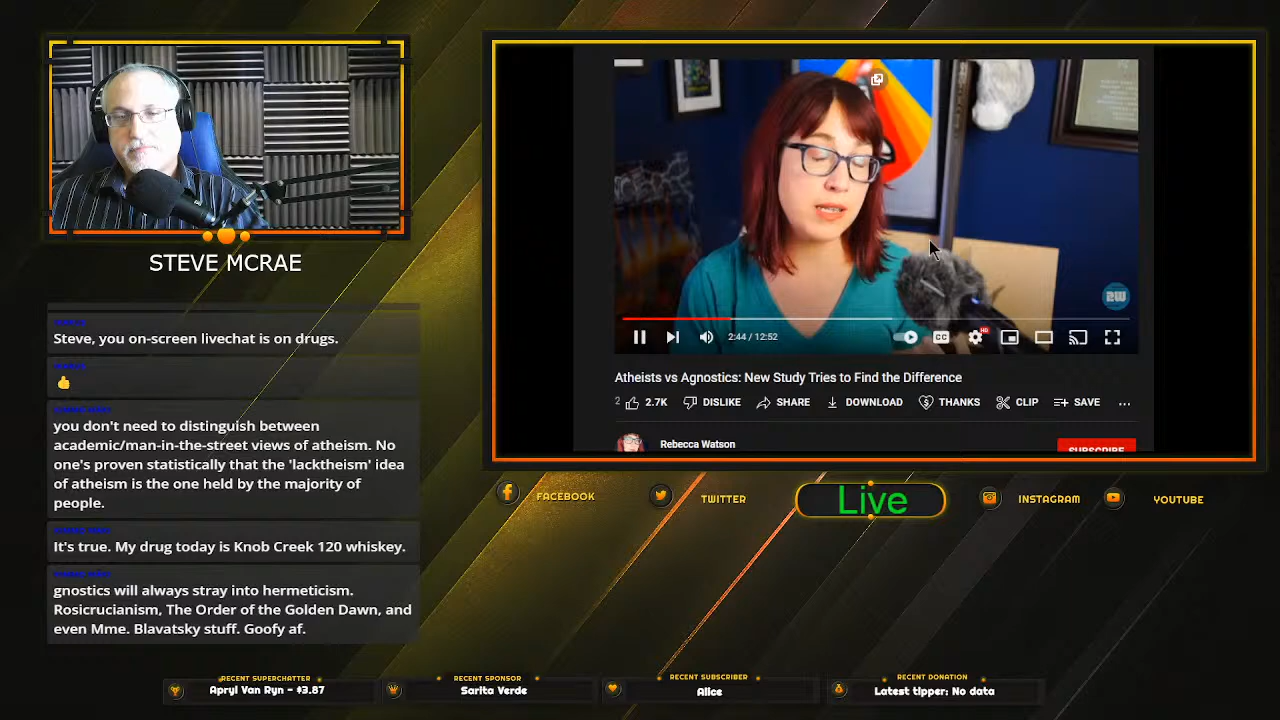 STEVE MCRAE
Steve, you on-screen livechat is on drugs.
you don't need to distinguish between
academic/man-in-the-street views of atheism. No
one's proven statistically that the 'lacktheism' idea
of atheism is the one held by the majority of
people.
It's true. My drug today is Knob Creek 120 whiskey.
gnostics will always stray into hermeticism.
Rosicrucianism, The Order of the Golden Dawn, and
even Mme. Blavatsky stuff. Goofy af.
2:44 / 12:52
CC
HD
Atheists vs Agnostics: New Study Tries to Find the Difference
2
2.7K
DISLIKE
SHARE
DOWNLOAD
THANKS
CLIP
SAVE
...
Rebecca Watson
SUBSCRIBE
FACEBOOK
TWITTER
Live
INSTAGRAM
YOUTUBE
RECENT SUPERCHATTER
Apryl Van Ryn - $3.87
RECENT SPONSOR
Sarita Verde
RECENT SUBSCRIBER
Alice
RECENT DONATION
Latest tipper: No data